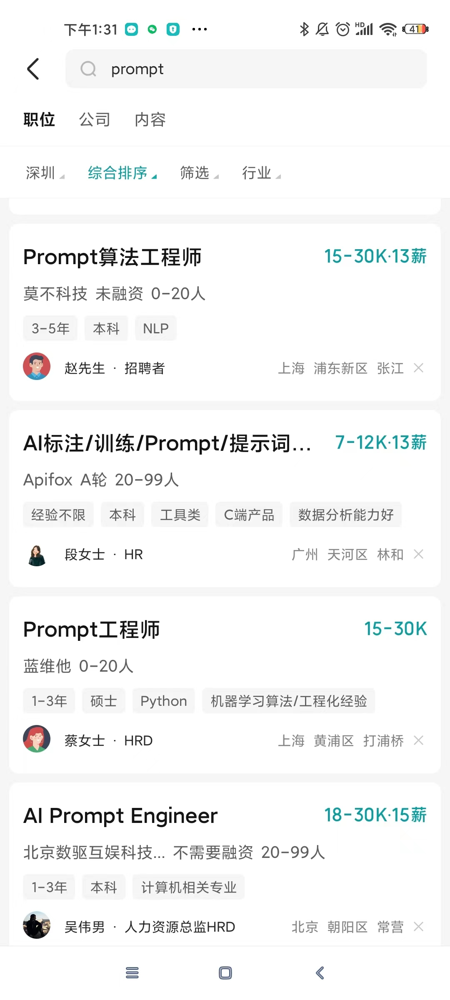 下午1:31 ... HD 41
prompt
职位 公司 内容
深圳 综合排序 筛选 行业
Prompt算法工程师 15-30K·13薪
莫不科技 未融资 0-20人
3-5年 本科 NLP
赵先生 · 招聘者 上海 浦东新区 张江
AI标注/训练/Prompt/提示词... 7-12K·13薪
Apifox A轮 20-99人
经验不限 本科 工具类 C端产品 数据分析能力好
段女士 · HR 广州 天河区 林和
Prompt工程师 15-30K
蓝维他 0-20人
1-3年 硕士 Python 机器学习算法/工程化经验
蔡女士 · HRD 上海 黄浦区 打浦桥
AI Prompt Engineer 18-30K·15薪
北京数驱互娱科技... 不需要融资 20-99人
1-3年 本科 计算机相关专业
吴伟男 · 人力资源总监HRD 北京 朝阳区 常营